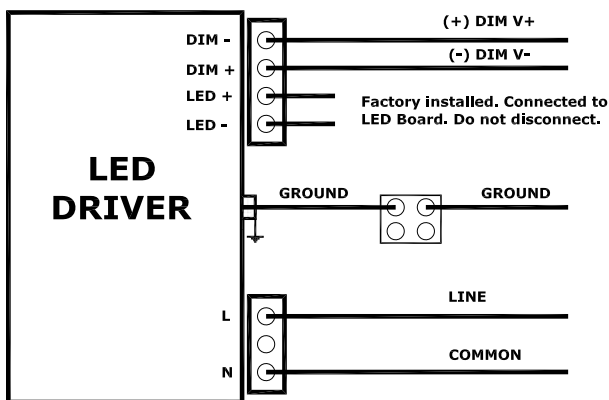 (+) DIM V+
DIM -
(-) DIM V-
DIM +
LED +
Factory installed. Connected to
LED Board. Do not disconnect.
LED -
LED
DRIVER
GROUND
GROUND
L
LINE
N
COMMON